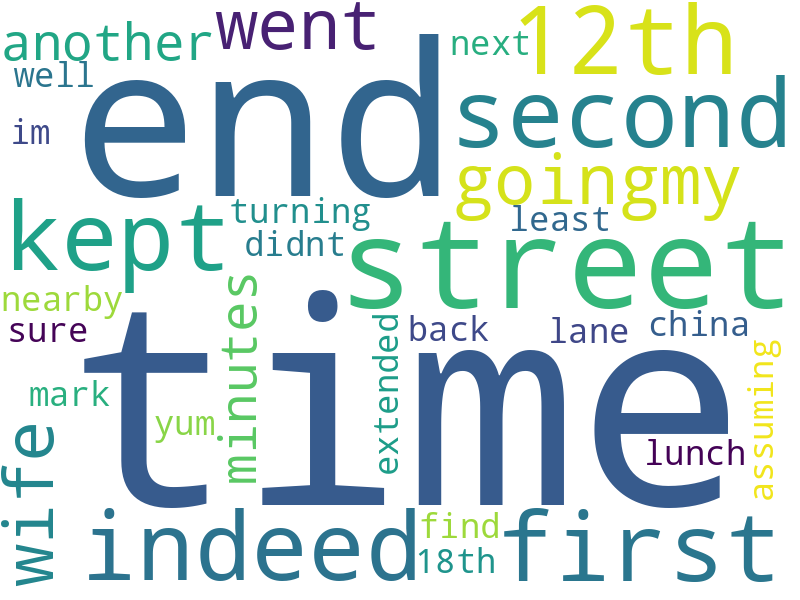 another
went
next
12th
well
end
second
im
goingmy
kept
turning
least
didnt
street
nearby
sure
minutes
extended
back
lane
china
time
mark
yum
assuming
wife
lunch
indeed
find
first
18th